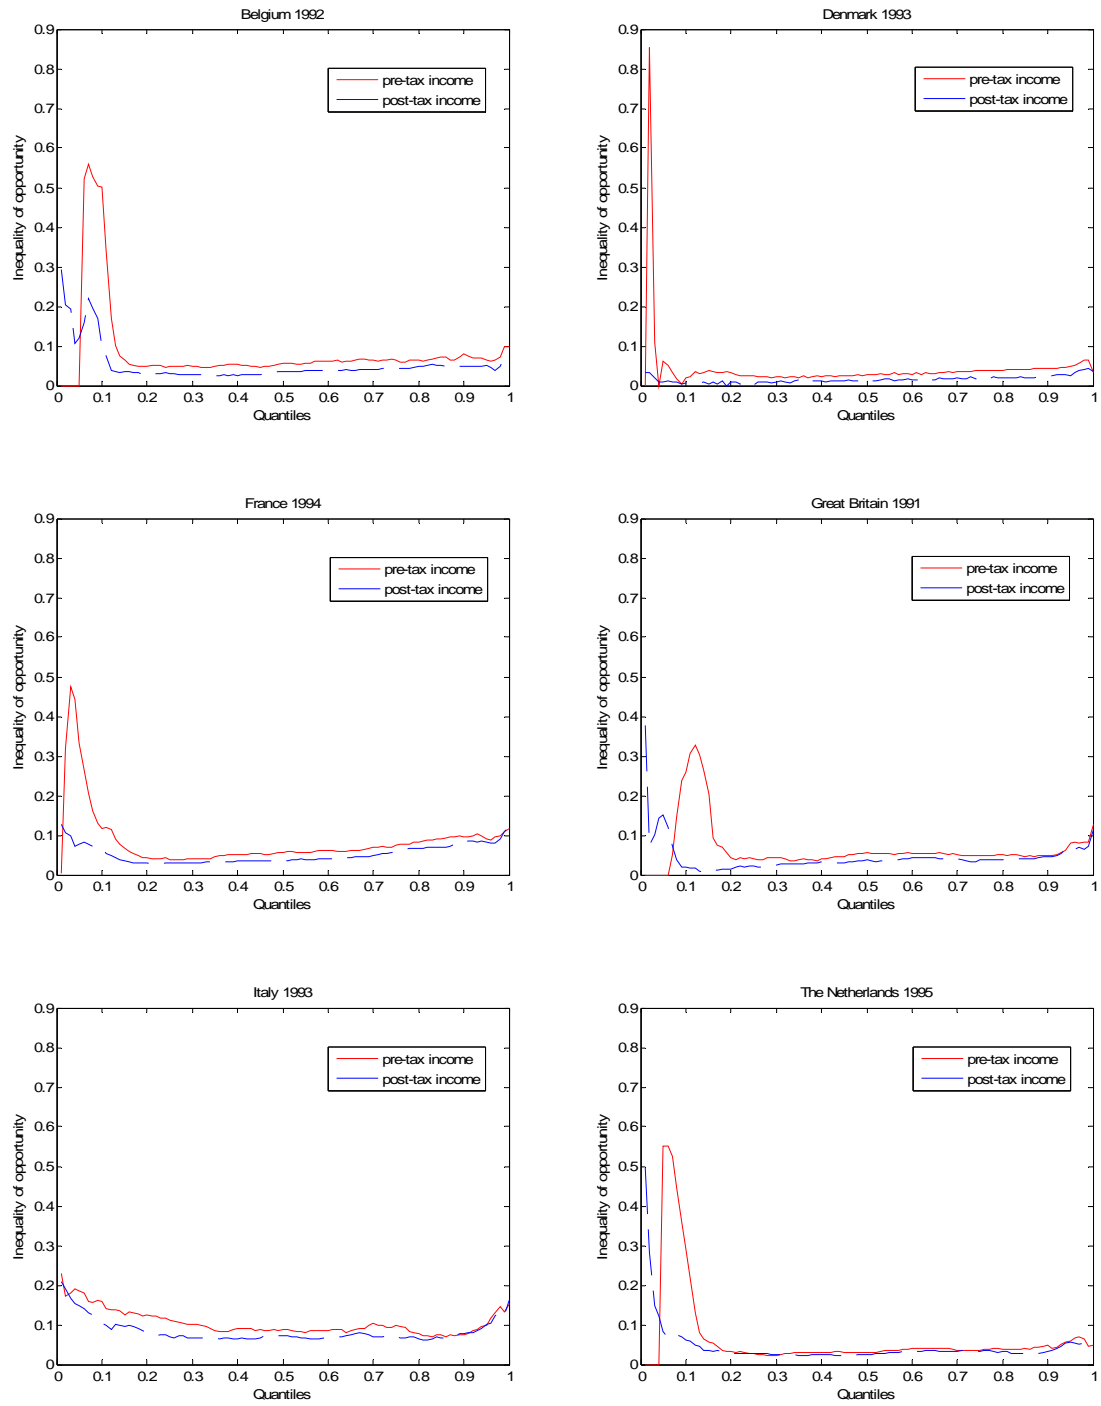 Belgium 1992
0.9
0.8
0.7
0.6
0.5
0.4
0.3
0.2
0.1
0
Inequality of opportunity
pre-tax income
post-tax income
0 0.1 0.2 0.3 0.4 0.5 0.6 0.7 0.8 0.9 1
Quantiles
Denmark 1993
0.9
0.8
0.7
0.6
0.5
0.4
0.3
0.2
0.1
0
Inequality of opportunity
pre-tax income
post-tax income
0 0.1 0.2 0.3 0.4 0.5 0.6 0.7 0.8 0.9 1
Quantiles
France 1994
0.9
0.8
0.7
0.6
0.5
0.4
0.3
0.2
0.1
0
Inequality of opportunity
pre-tax income
post-tax income
0 0.1 0.2 0.3 0.4 0.5 0.6 0.7 0.8 0.9 1
Quantiles
Great Britain 1991
0.9
0.8
0.7
0.6
0.5
0.4
0.3
0.2
0.1
0
Inequality of opportunity
pre-tax income
post-tax income
0 0.1 0.2 0.3 0.4 0.5 0.6 0.7 0.8 0.9 1
Quantiles
Italy 1993
0.9
0.8
0.7
0.6
0.5
0.4
0.3
0.2
0.1
0
Inequality of opportunity
pre-tax income
post-tax income
0 0.1 0.2 0.3 0.4 0.5 0.6 0.7 0.8 0.9 1
Quantiles
The Netherlands 1995
0.9
0.8
0.7
0.6
0.5
0.4
0.3
0.2
0.1
0
Inequality of opportunity
pre-tax income
post-tax income
0 0.1 0.2 0.3 0.4 0.5 0.6 0.7 0.8 0.9 1
Quantiles